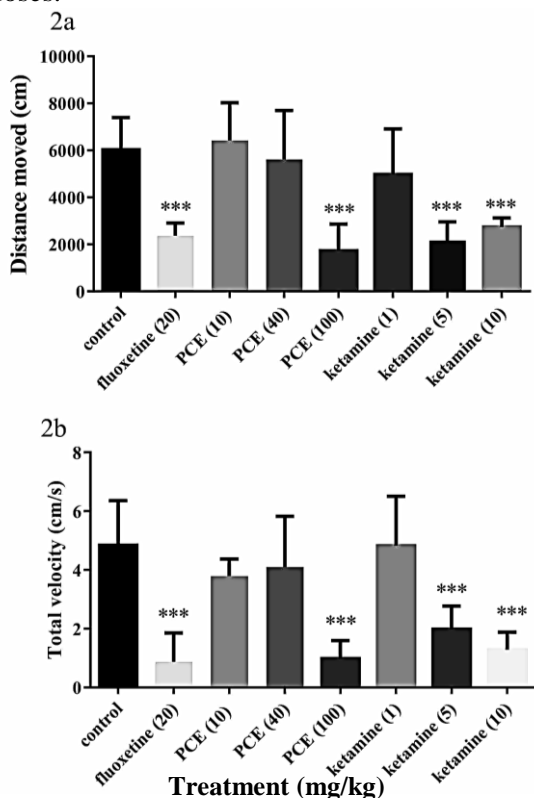 oses.
2a
10000
8000
6000
4000
2000
0
Distance moved (cm)
*** *** *** ***
control
fluoxetine (20)
PCE (10)
PCE (40)
PCE (100)
ketamine (1)
ketamine (5)
ketamine (10)
2b
8
6
4
2
0
Total velocity (cm/s)
*** *** *** ***
control
fluoxetine (20)
PCE (10)
PCE (40)
PCE (100)
ketamine (1)
ketamine (5)
ketamine (10)
Treatment (mg/kg)